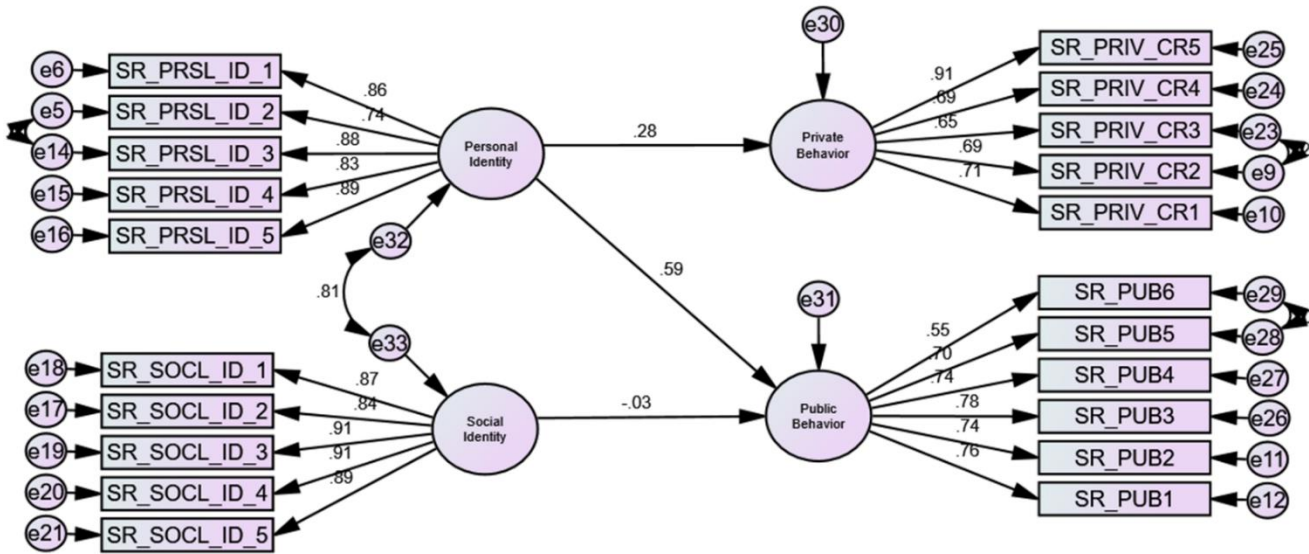 e30
e6 SR_PRSL_ID_1
e5 SR_PRSL_ID_2
e14 SR_PRSL_ID_3
e15 SR_PRSL_ID_4
e16 SR_PRSL_ID_5
.86
.74
.88
.83
.89
Personal
Identity
.28
Private
Behavior
.91
.69
.65
.69
.71
SR_PRIV_CR5 e25
SR_PRIV_CR4 e24
SR_PRIV_CR3 e23
SR_PRIV_CR2 e9
SR_PRIV_CR1 e10
e32
.81
e33
.59
e31
e18 SR_SOCL_ID_1
e17 SR_SOCL_ID_2
e19 SR_SOCL_ID_3
e20 SR_SOCL_ID_4
e21 SR_SOCL_ID_5
.87
.84
.91
.91
.89
Social
Identity
-.03
Public
Behavior
.55
.70
.74
.78
.74
.76
SR_PUB6 e29
SR_PUB5 e28
SR_PUB4 e27
SR_PUB3 e26
SR_PUB2 e11
SR_PUB1 e12